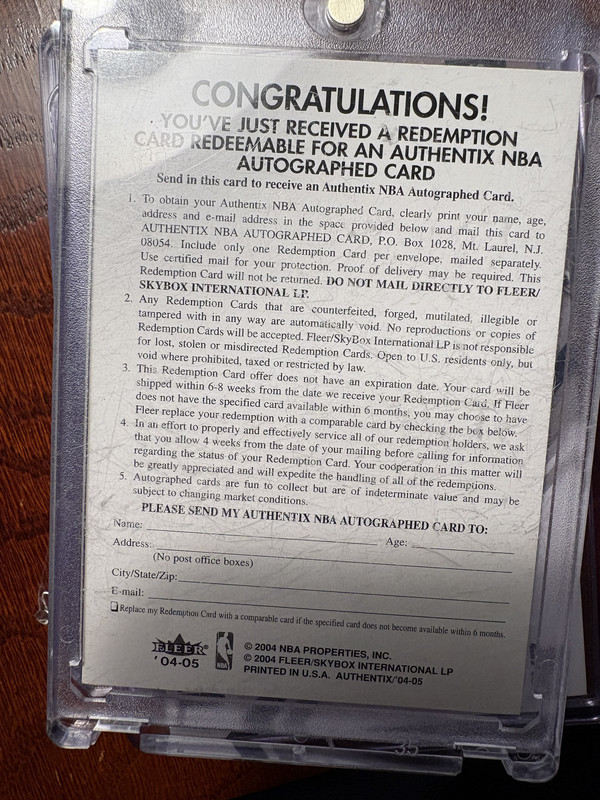 CONGRATULATIONS!
YOU'VE JUST RECEIVED A REDEMPTION
CARD REDEEMABLE FOR AN AUTHENTIX NBA
AUTOGRAPHED CARD
Send in this card to receive an Authentix NBA Autographed Card.
1. To obtain your Authentix NBA Autographed Card, clearly print your name, age,
address and e-mail address in the space provided below and mail this card to
AUTHENTIX NBA AUTOGRAPHED CARD, P.O. Box 1028, Mt. Laurel, N.J.
08054. Include only one Redemption Card per envelope, mailed separately.
Use certified mail for your protection. Proof of delivery may be required. This
Redemption Card will not be returned. DO NOT MAIL DIRECTLY TO FLEER/
SKYBOX INTERNATIONAL LP.
2. Any Redemption Cards that are counterfeited, forged, mutilated, illegible or
tampered with in any way are automatically void. No reproductions or copies of
Redemption Cards will be accepted. Fleer/SkyBox International LP is not responsible
for lost, stolen or misdirected Redemption Cards. Open to U.S. residents only, but
void where prohibited, taxed or restricted by law.
3. This Redemption Card offer does not have an expiration date. Your card will be
shipped within 6-8 weeks from the date we receive your Redemption Card. If Fleer
does not have the specified card available within 6 months, you may choose to have
Fleer replace your redemption with a comparable card by checking the box below.
4. In an effort to properly and effectively service all of our redemption holders, we ask
that you allow 4 weeks from the date of your mailing before calling for information
regarding the status of your Redemption Card. Your cooperation in this matter will
be greatly appreciated and will expedite the handling of all of the redemptions.
5. Autographed cards are fun to collect but are of indeterminate value and may be
subject to changing market conditions.
PLEASE SEND MY AUTHENTIX NBA AUTOGRAPHED CARD TO:
Name: Age:
Address:
(No post office boxes)
City/State/Zip:
E-mail:
Replace my Redemption Card with a comparable card if the specified card does not become available within 6 months.
FLEER®
'04-05
NBA
© 2004 NBA PROPERTIES, INC.
© 2004 FLEER/SKYBOX INTERNATIONAL LP
PRINTED IN U.S.A. AUTHENTIX/'04-05
35